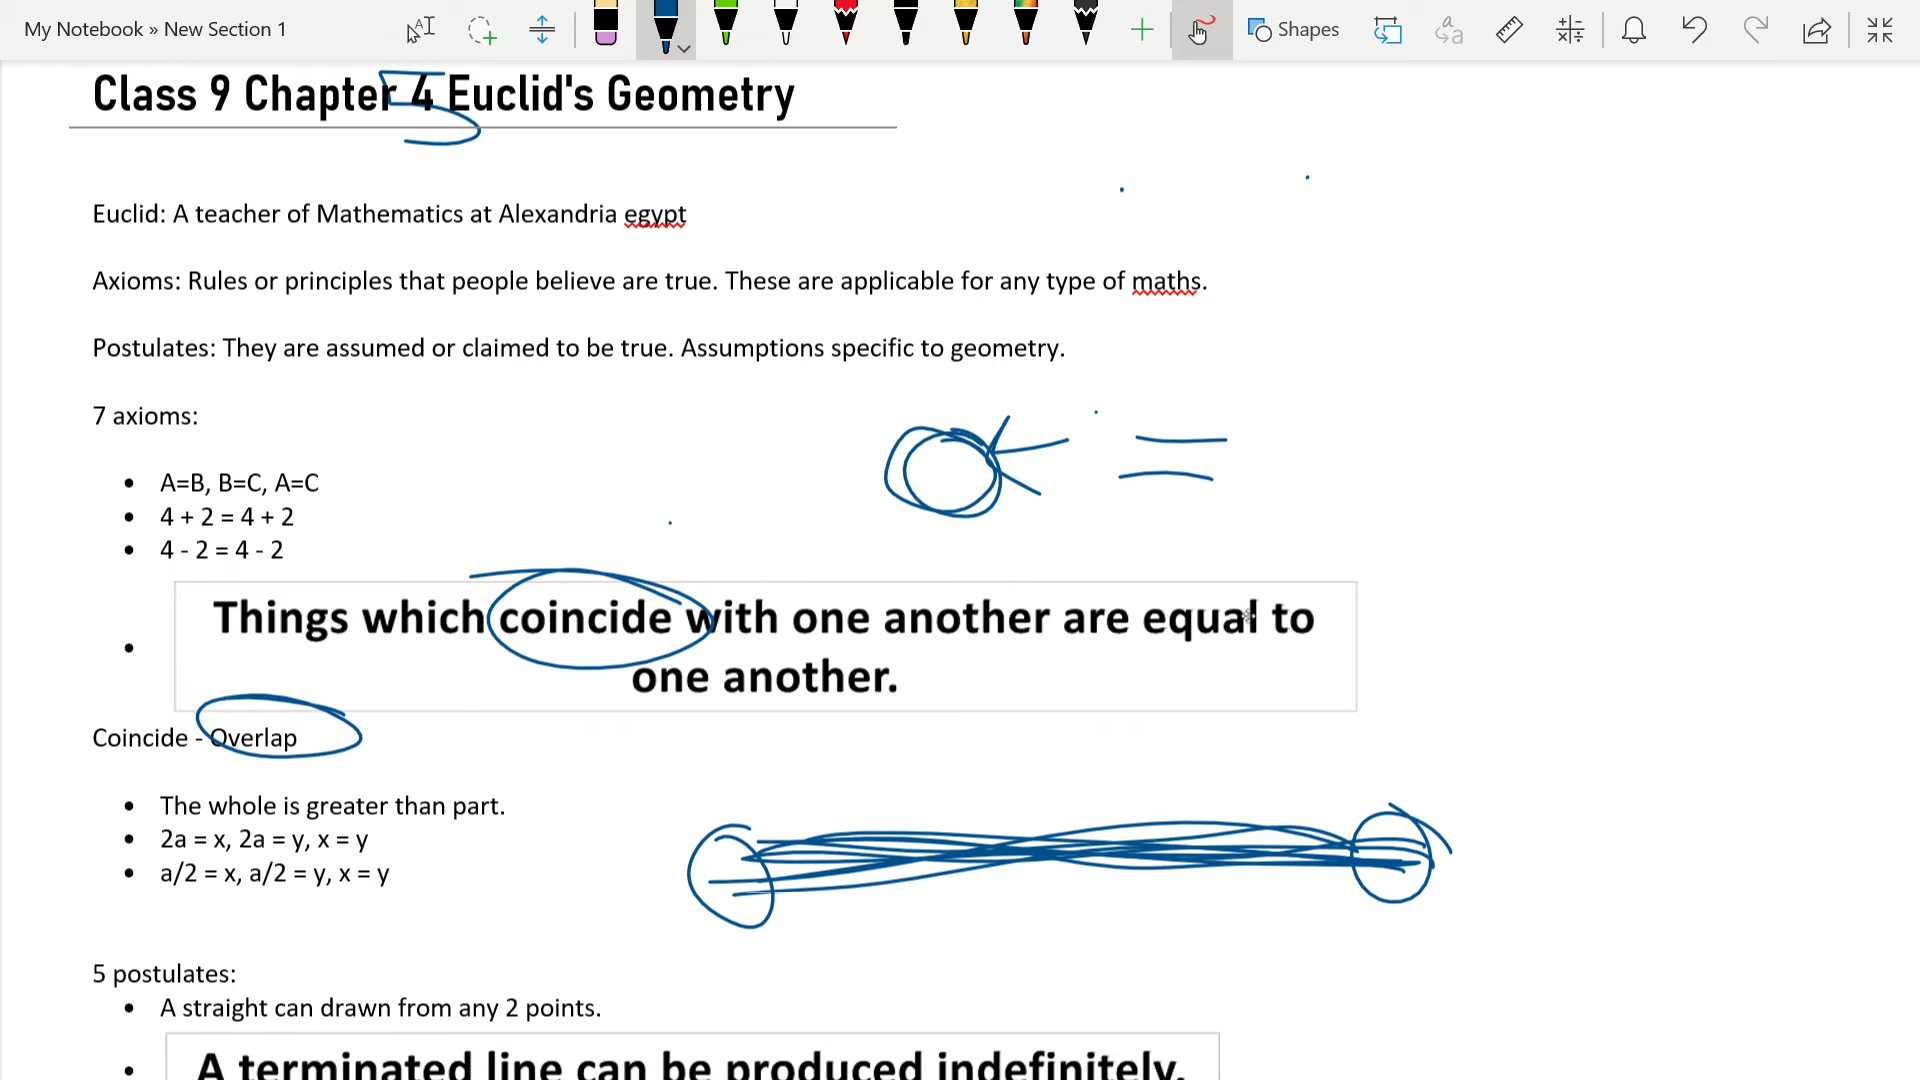 My Notebook » New Section 1
Shapes
Class 9 Chapter 4 Euclid's Geometry
5
Euclid: A teacher of Mathematics at Alexandria egypt
Axioms: Rules or principles that people believe are true. These are applicable for any type of maths.
Postulates: They are assumed or claimed to be true. Assumptions specific to geometry.
7 axioms:
• A=B, B=C, A=C
• 4 + 2 = 4 + 2
• 4 - 2 = 4 - 2
• Things which coincide with one another are equal to
one another.
Coincide - Overlap
• The whole is greater than part.
• 2a = x, 2a = y, x = y
• a/2 = x, a/2 = y, x = y
5 postulates:
• A straight can drawn from any 2 points.
• A terminated line can be produced indefinitely.